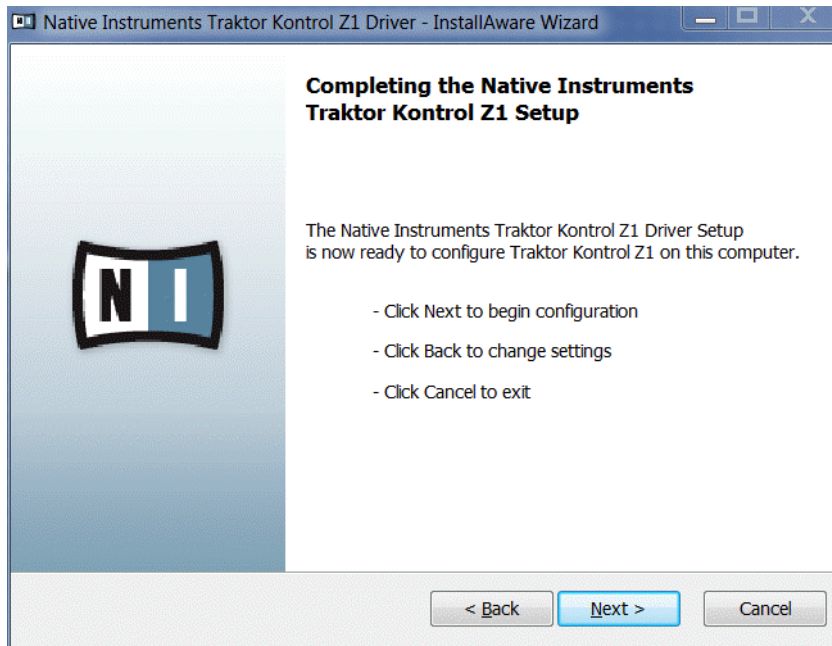 Native Instruments Traktor Kontrol Z1 Driver - InstallAware Wizard
Completing the Native Instruments
Traktor Kontrol Z1 Setup
The Native Instruments Traktor Kontrol Z1 Driver Setup
is now ready to configure Traktor Kontrol Z1 on this computer.
- Click Next to begin configuration
- Click Back to change settings
- Click Cancel to exit
N I
< Back Next > Cancel